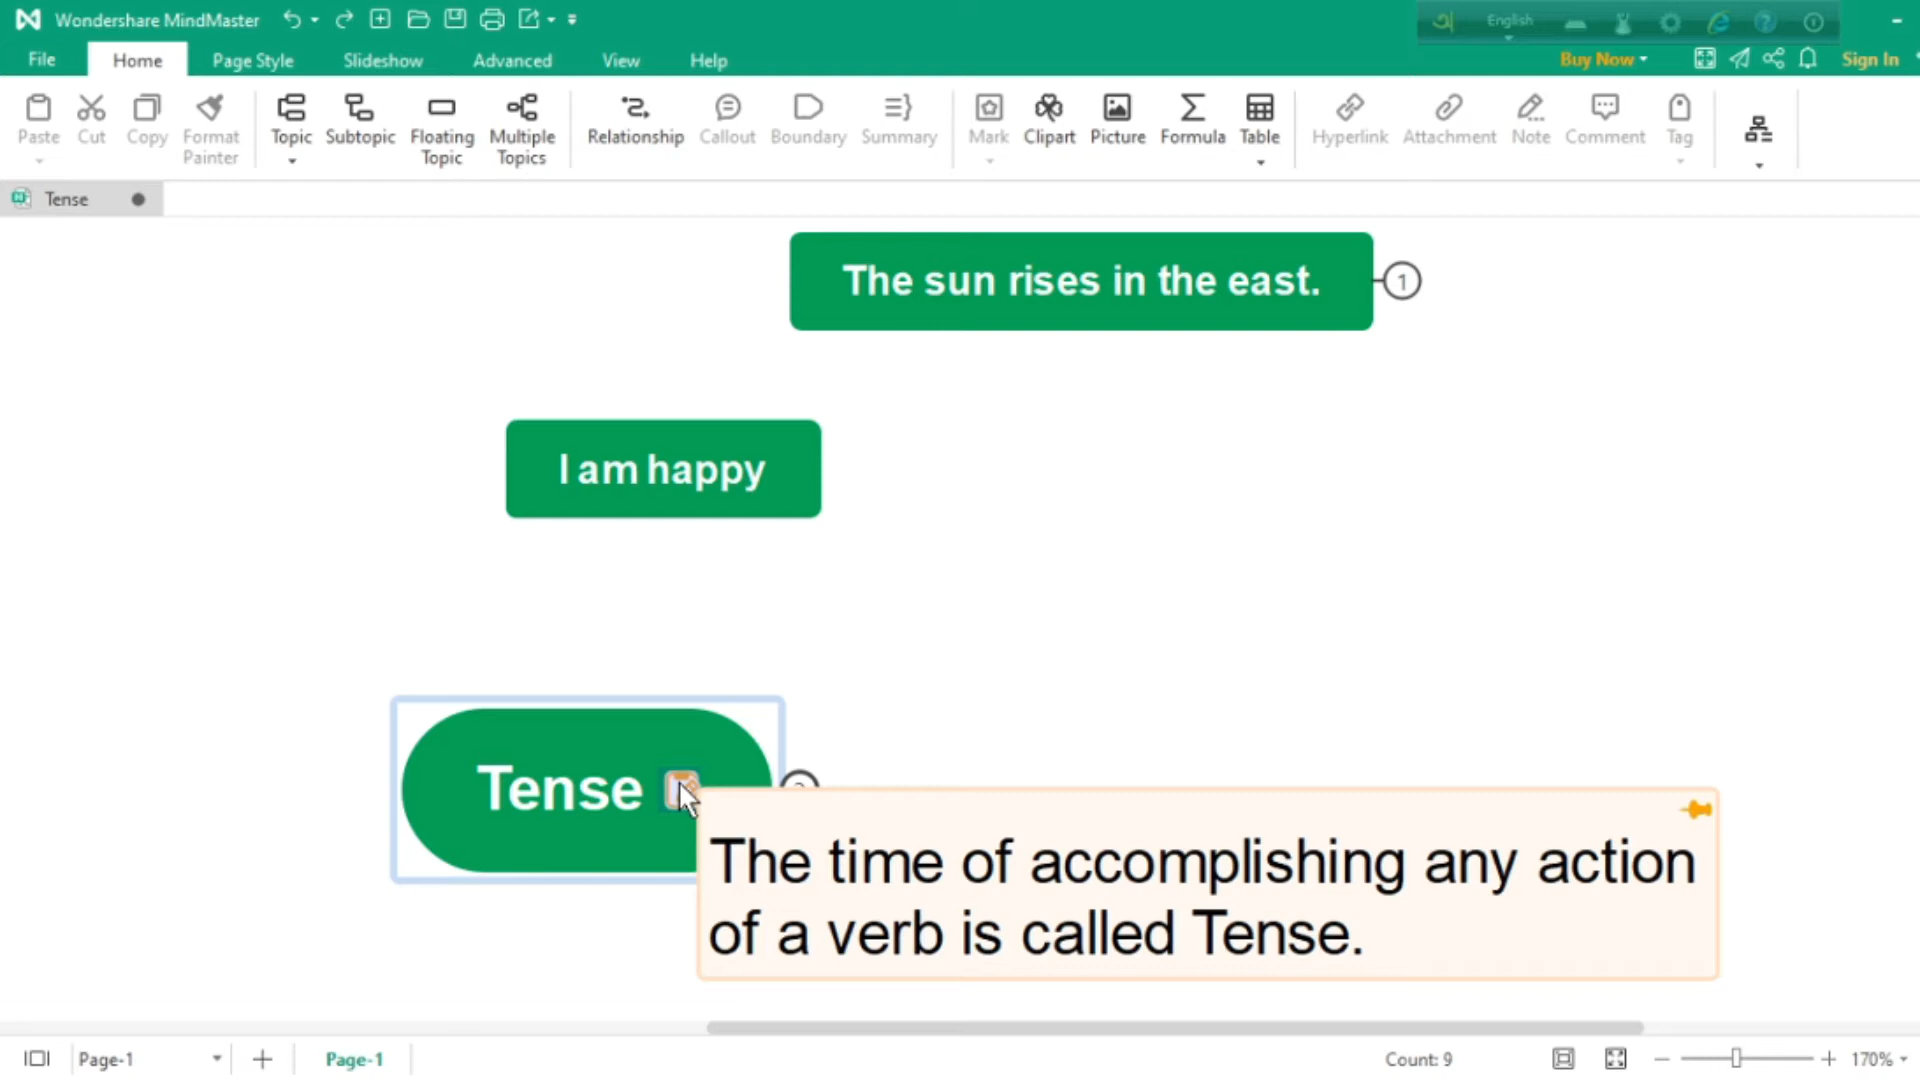 Wondershare MindMaster
English
File Home Page Style Slideshow Advanced View Help Buy Now Sign In
Paste Cut Copy Format Painter Topic Subtopic Floating Topic Multiple Topics Relationship Callout Boundary Summary Mark Clipart Picture Formula Table Hyperlink Attachment Note Comment Tag
Tense
The sun rises in the east.
1
I am happy
Tense
The time of accomplishing any action
of a verb is called Tense.
Page-1 Page-1 Count: 9 170%